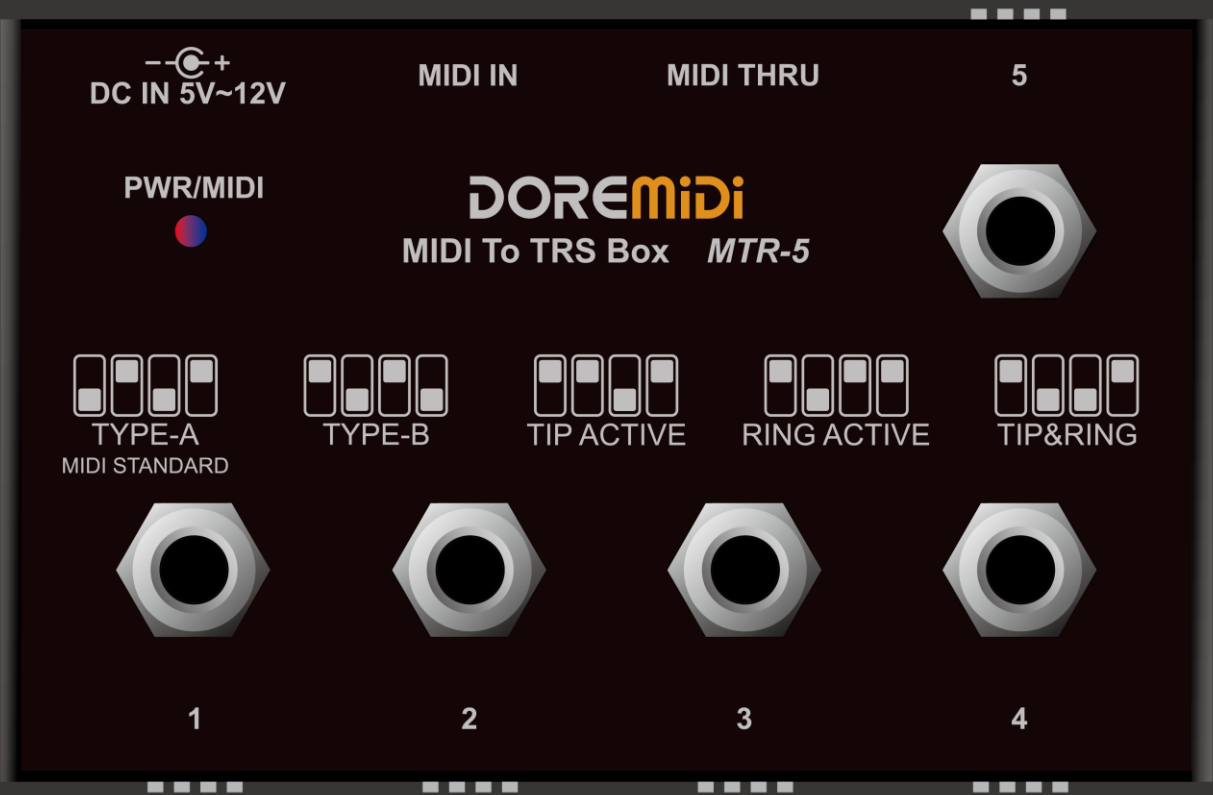 − +
DC IN 5V~12V
MIDI IN
MIDI THRU
5
PWR/MIDI
DOREMiDi
MIDI To TRS Box MTR-5
TYPE-A
MIDI STANDARD
TYPE-B
TIP ACTIVE
RING ACTIVE
TIP&RING
1
2
3
4